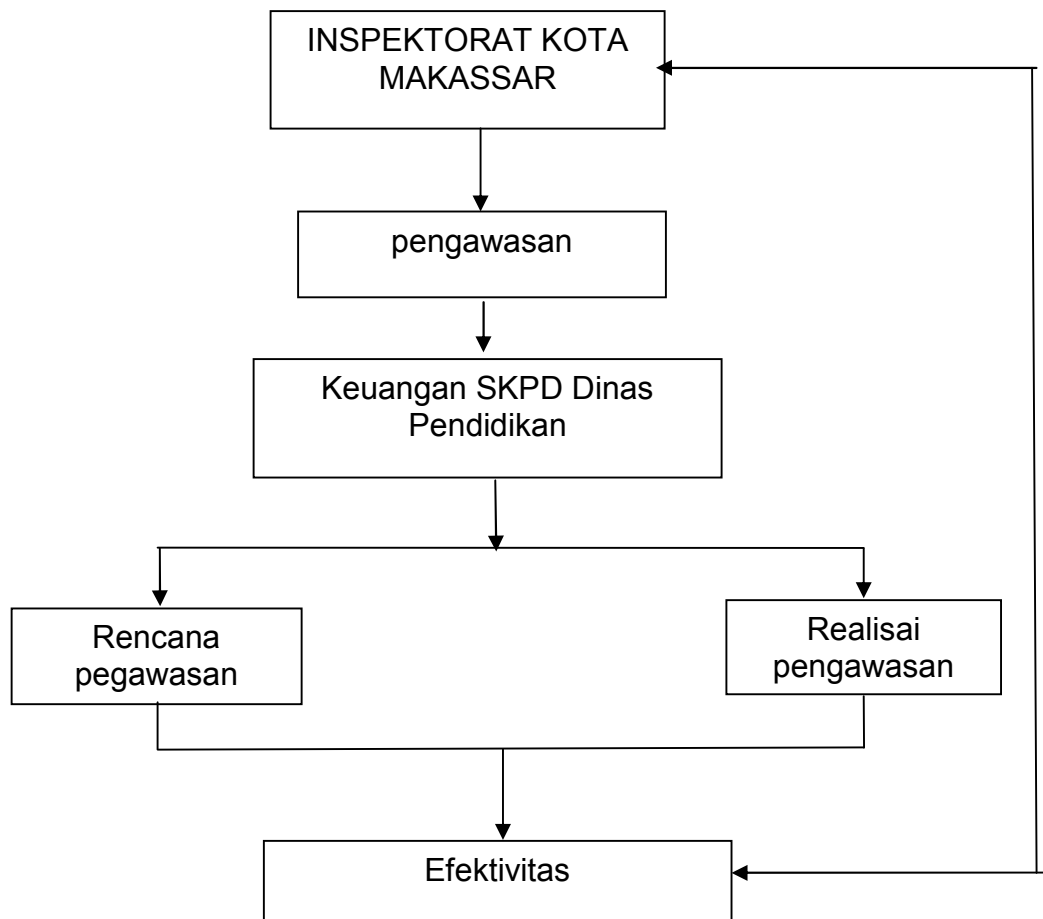 INSPEKTORAT KOTA
MAKASSAR
pengawasan
Keuangan SKPD Dinas
Pendidikan
Rencana
pegawasan
Realisai
pengawasan
Efektivitas